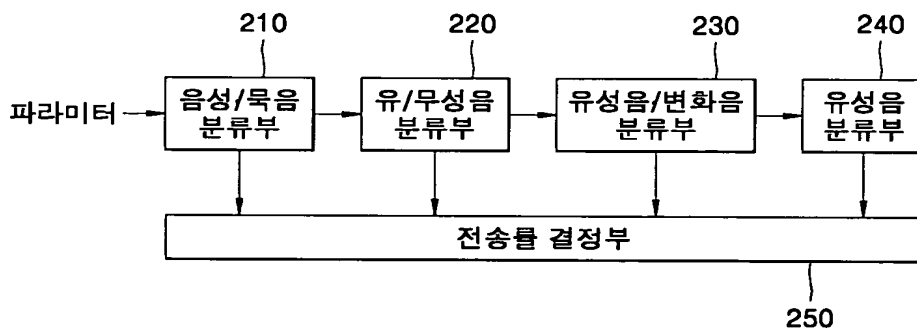 210
220
230
240
파라미터
음성/묵음
분류부
유/무성음
분류부
유성음/변화음
분류부
유성음
분류부
전송률 결정부
250